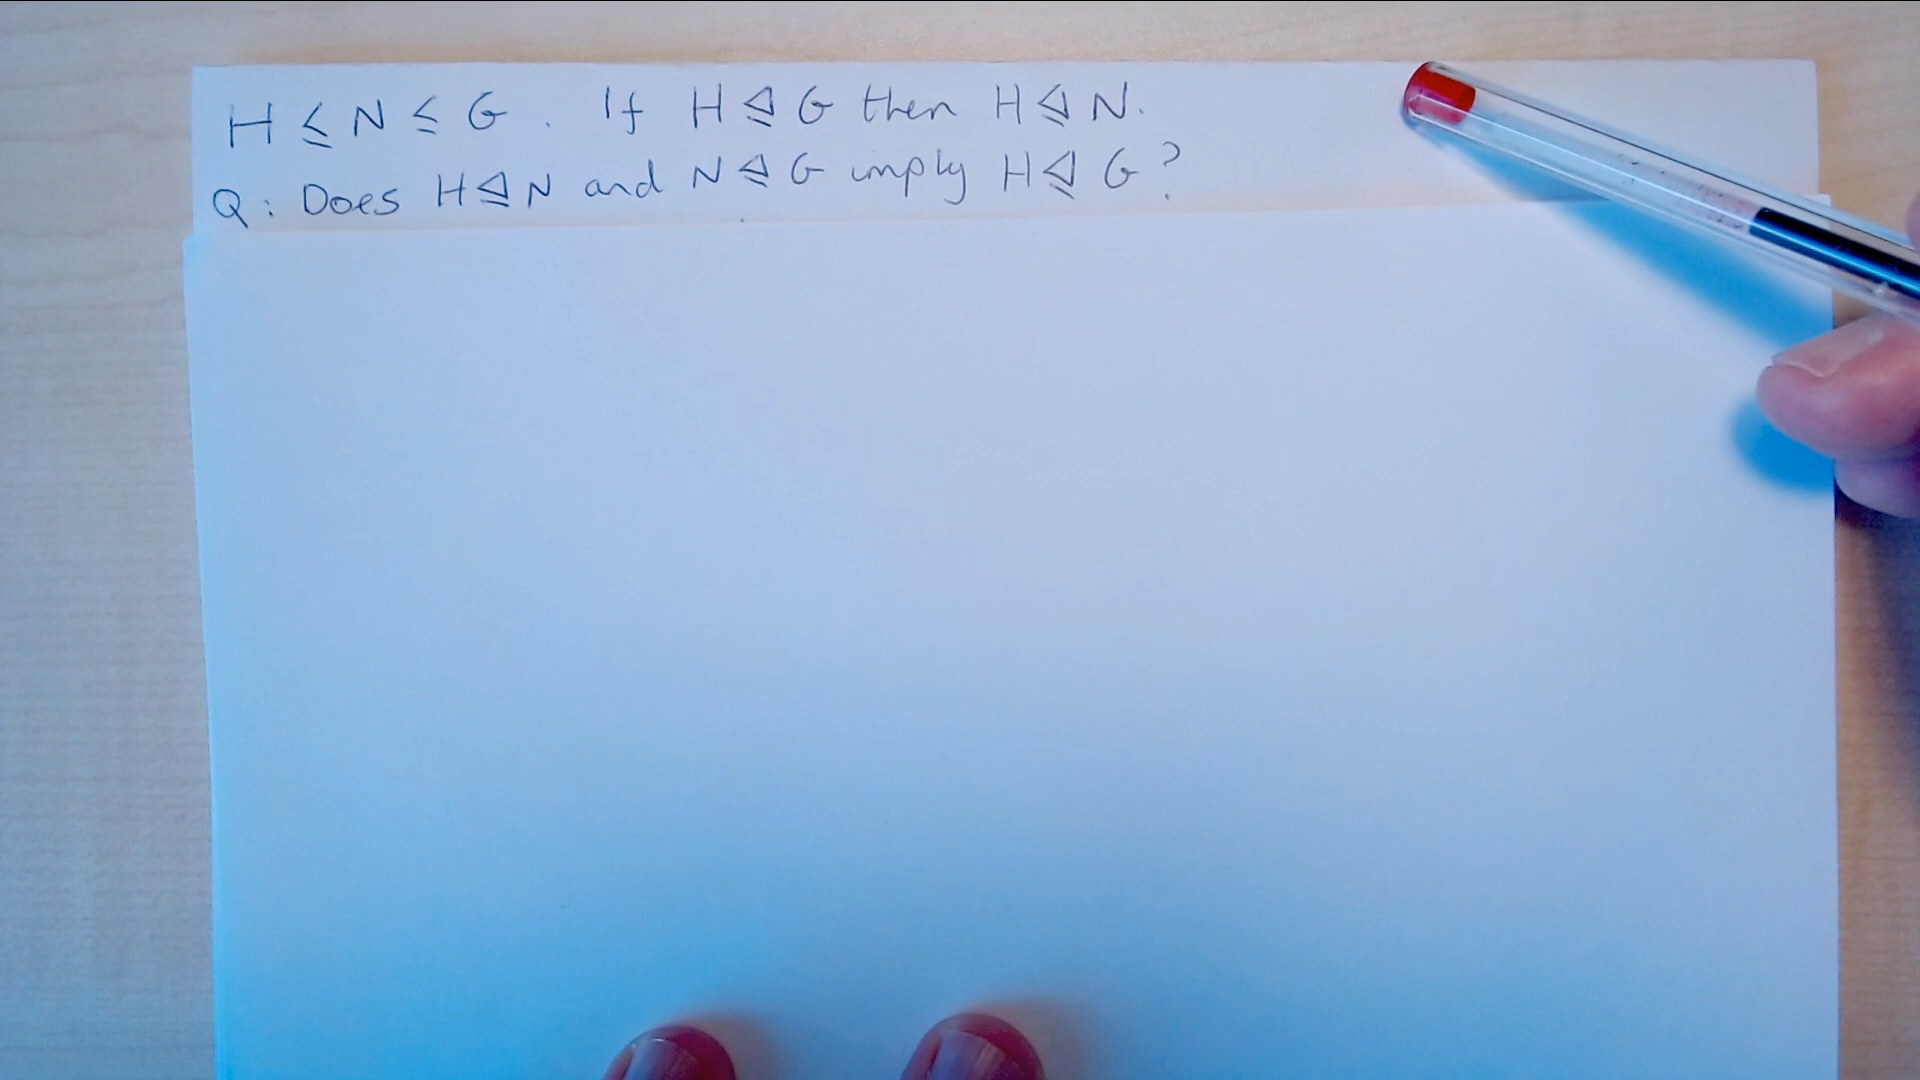 H ≤ N ≤ G . If H ⊴ G then H ⊴ N.
Q: Does H ⊴ N and N ⊴ G imply H ⊴ G?